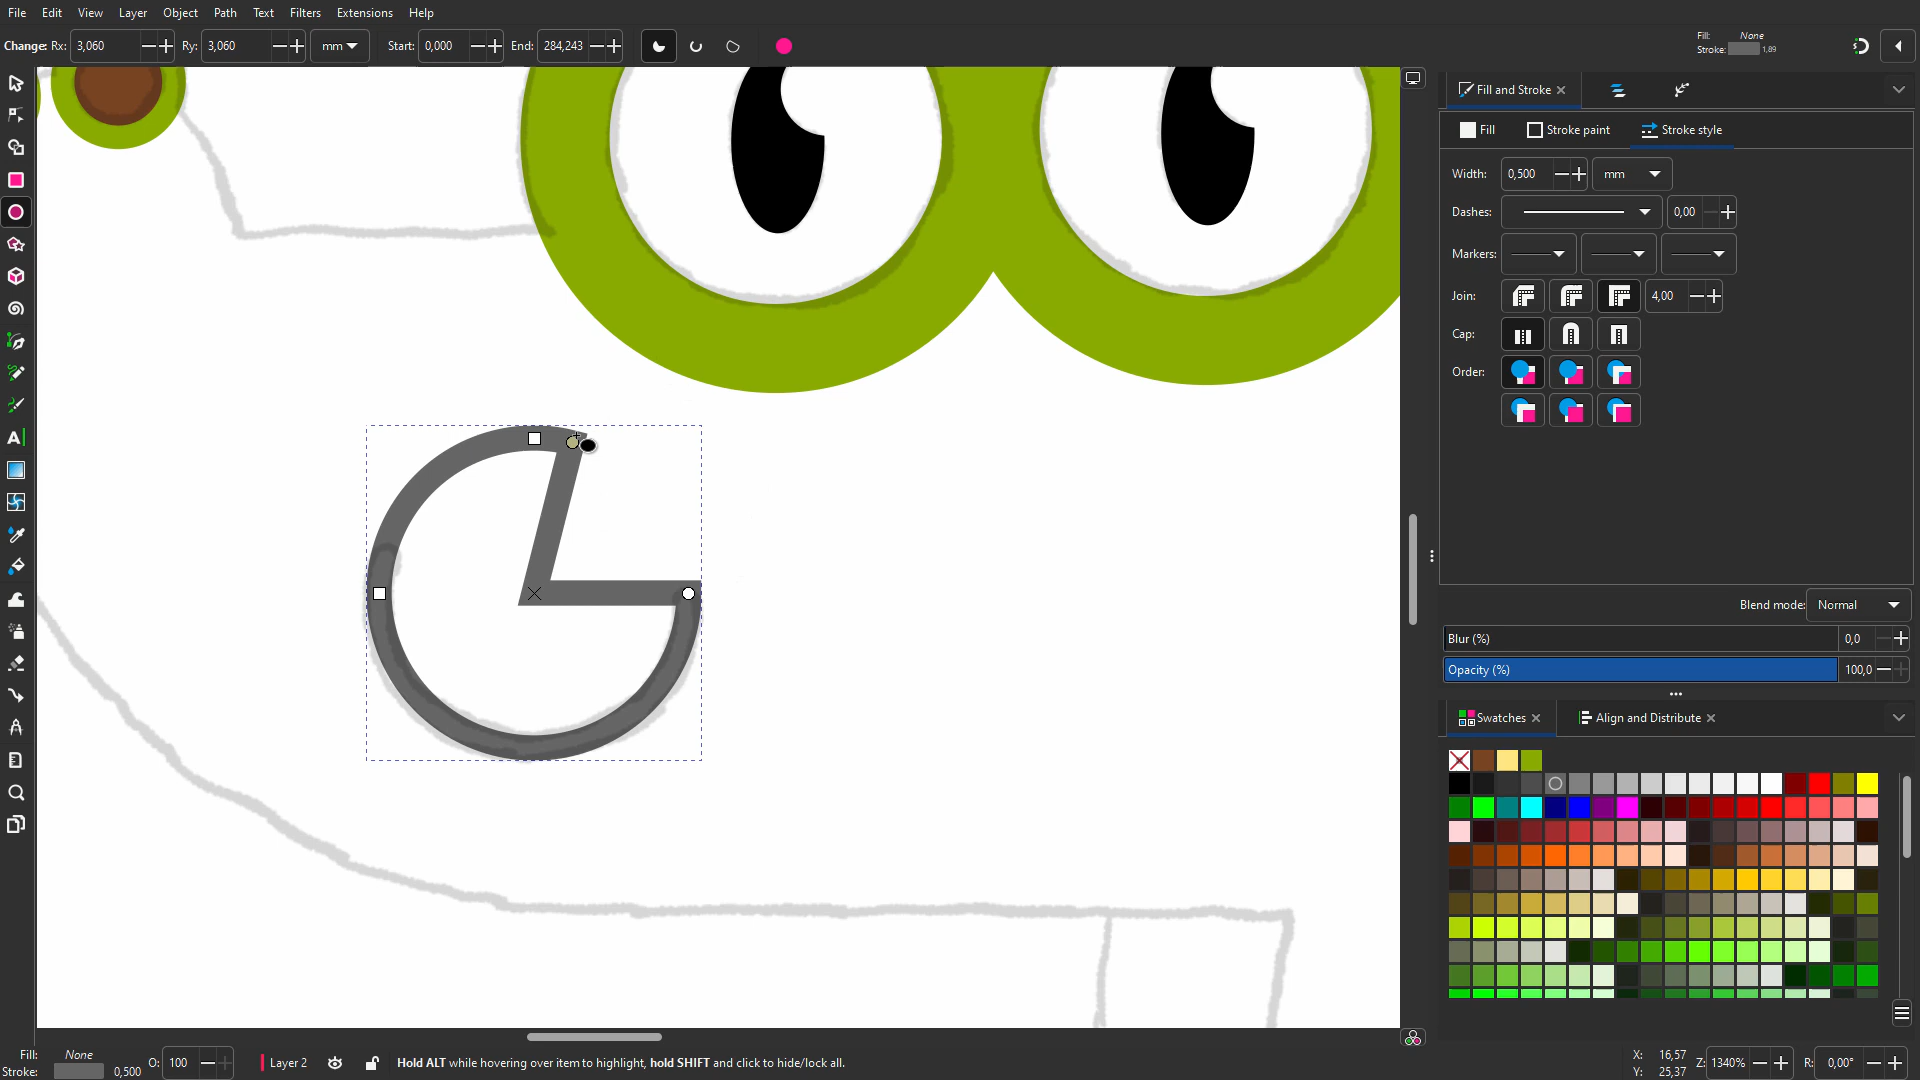 File Edit View Layer Object Path Text Filters Extensions Help
Change: Rx: 3,060 Ry: 3,060 mm Start: 0,000 End: 284,243
Fill: None
Stroke: 1,89
Fill and Stroke
Fill Stroke paint Stroke style
Width: 0,500 mm
Dashes: 0,00
Markers:
Join: 4,00
Cap:
Order:
Blend mode: Normal
Blur (%) 0,0
Opacity (%) 100,0
Swatches Align and Distribute
Fill: None O: 100 Layer 2 Hold ALT while hovering over item to highlight, hold SHIFT and click to hide/lock all.
Stroke: 0,500
X: 16,57 Z: 1340% R: 0,00°
Y: 25,37